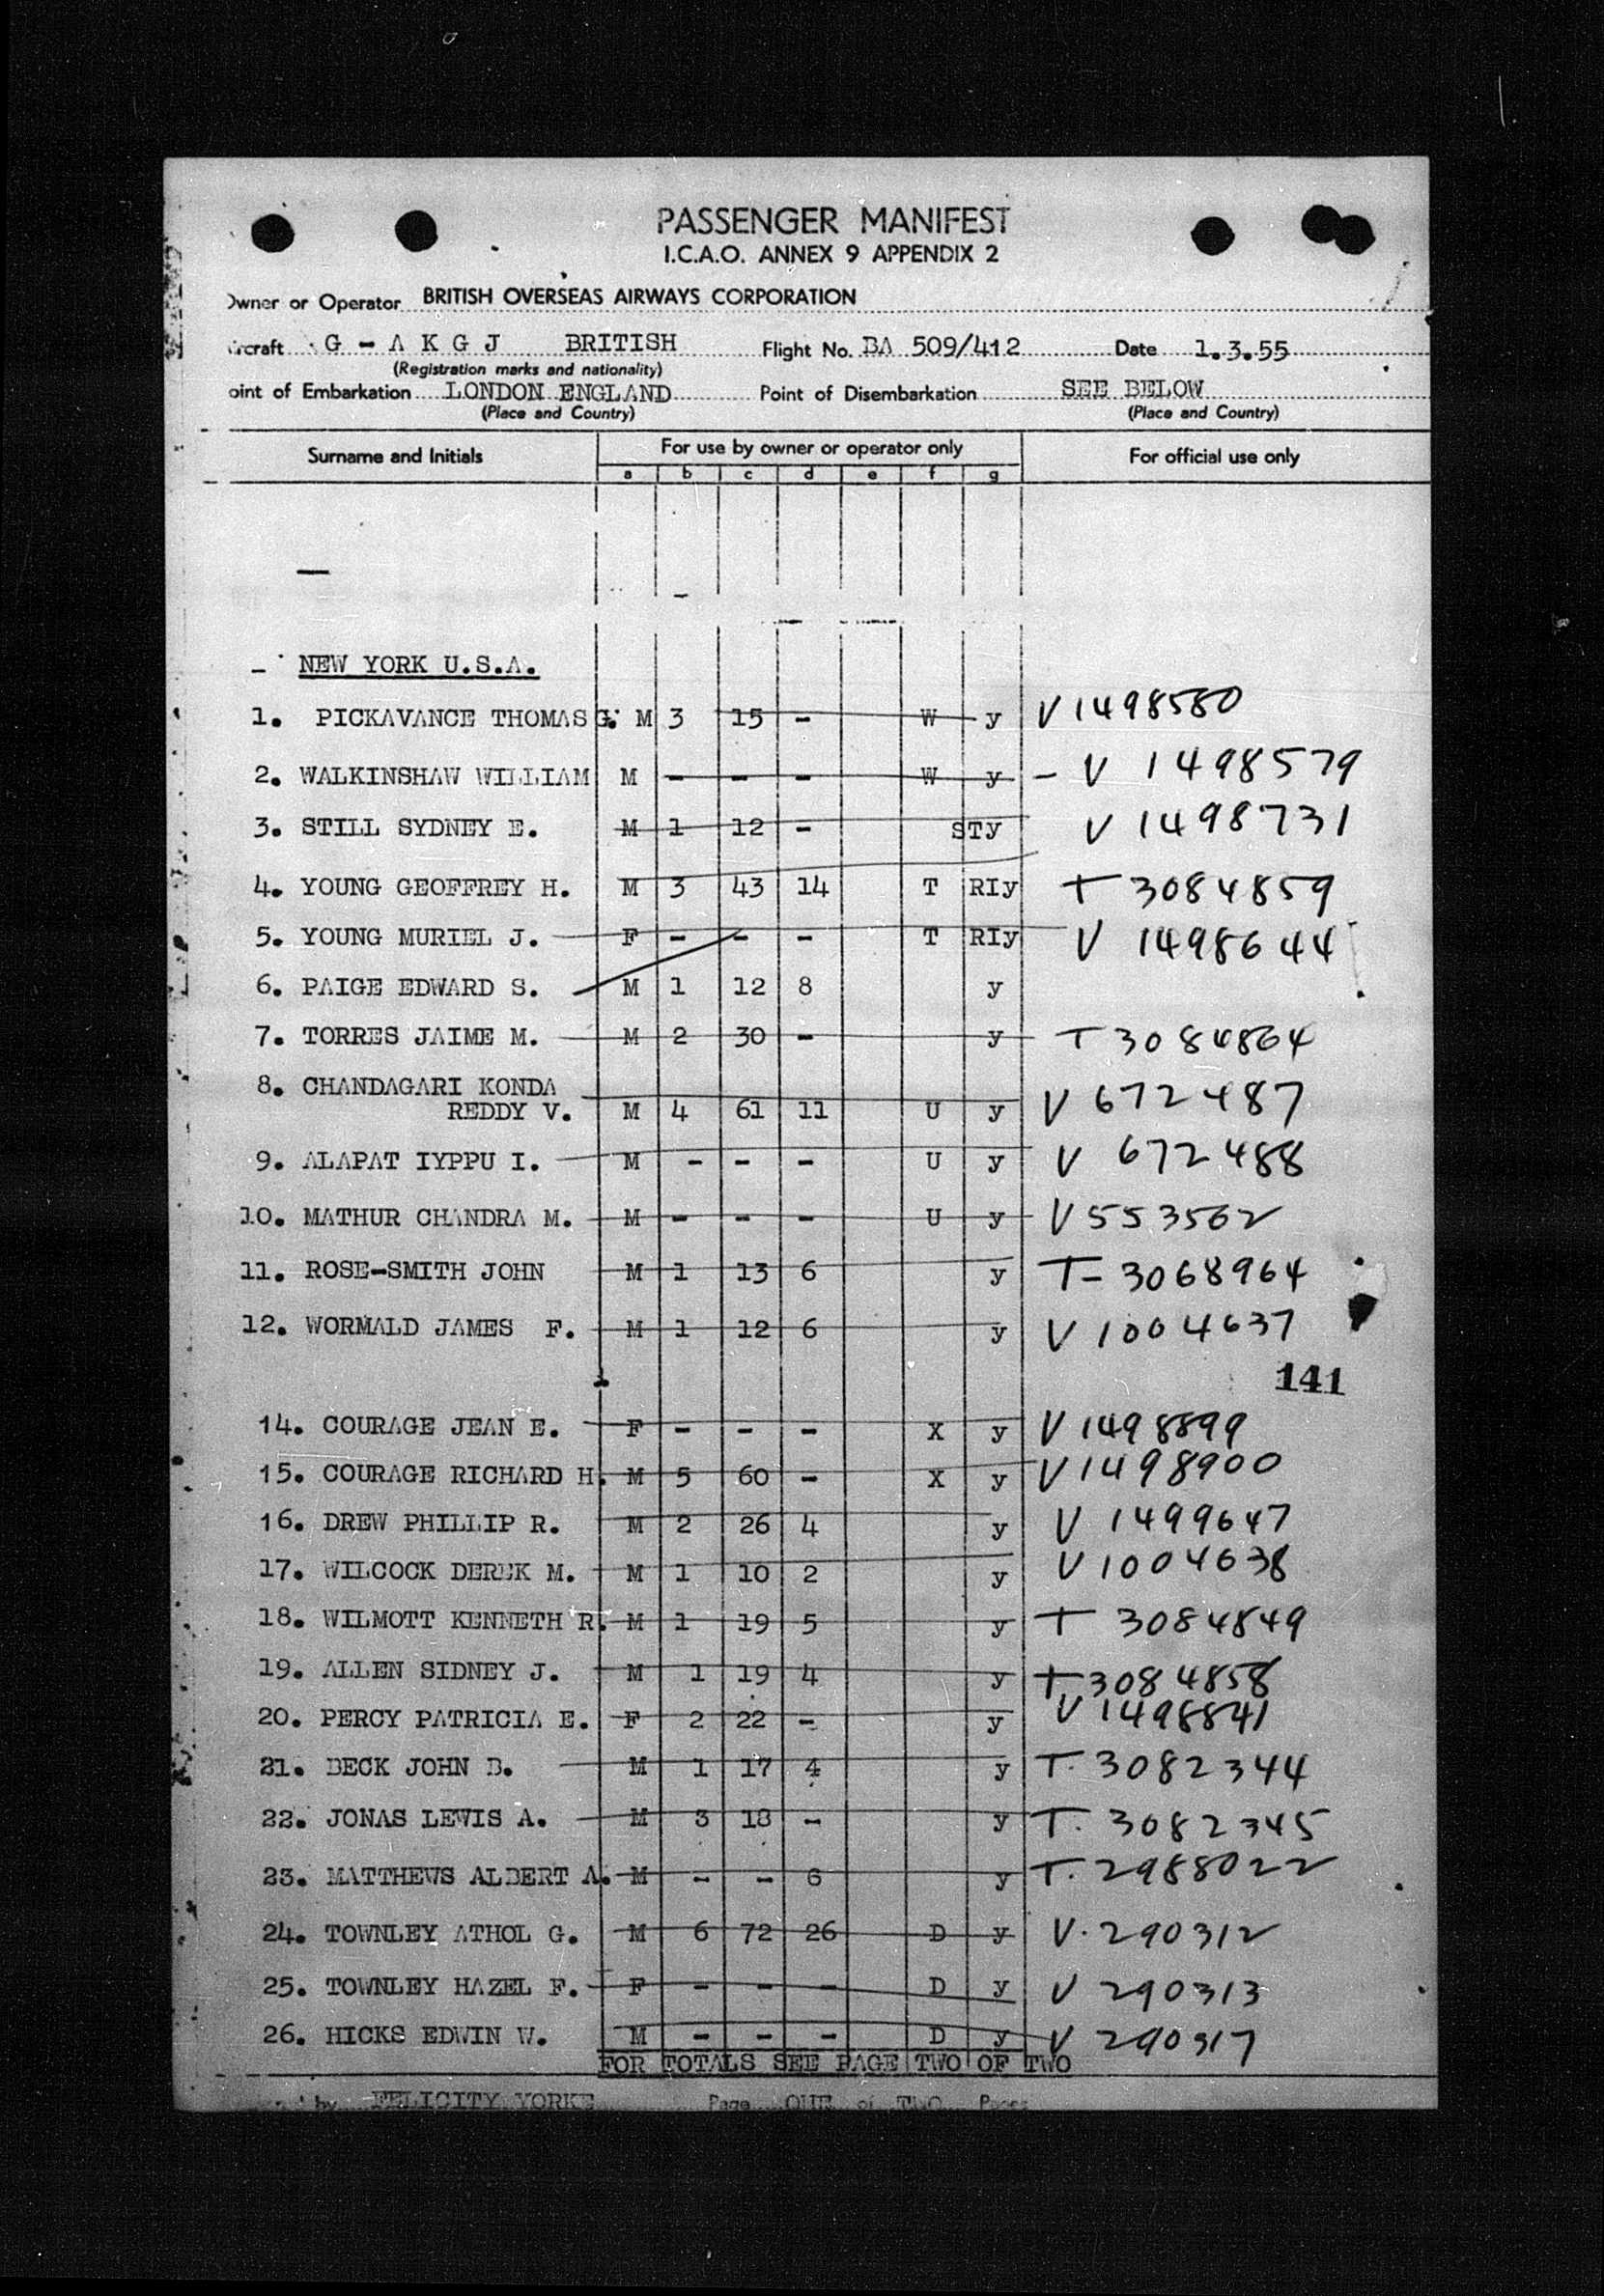 PASSENGER MANIFEST
I.C.A.O. ANNEX 9 APPENDIX 2
Owner or Operator BRITISH OVERSEAS AIRWAYS CORPORATION
ircraft G - A K G J BRITISH Flight No. BA 509/412 Date 1.3.55
(Registration marks and nationality)
oint of Embarkation LONDON ENGLAND Point of Disembarkation SEE BELOW
(Place and Country) (Place and Country)
Surname and Initials For use by owner or operator only For official use only
a b c d e f g
NEW YORK U.S.A.
1. PICKAVANCE THOMAS G. M 3 15 - W y V 1498580
2. WALKINSHAW WILLIAM M - - - W y - V 1498579
3. STILL SYDNEY E. M 1 12 - STy V 1498731
4. YOUNG GEOFFREY H. M 3 43 14 T RIy T 3084859
5. YOUNG MURIEL J. F - - - T RIy V 1498644
6. PAIGE EDWARD S. M 1 12 8 y
7. TORRES JAIME M. M 2 30 - y T 3084864
8. CHANDAGARI KONDA
REDDY V. M 4 61 11 U y V 672487
9. ALAPAT IYPPU I. M - - - U y V 672488
10. MATHUR CHANDRA M. M - - - U y V 553562
11. ROSE-SMITH JOHN M 1 13 6 y T- 3068964
12. WORMALD JAMES F. M 1 12 6 y V 1004637
141
14. COURAGE JEAN E. F - - - X y V 1498899
15. COURAGE RICHARD H. M 5 60 - X y V 1498900
16. DREW PHILLIP R. M 2 26 4 y V 1499647
17. WILCOCK DEREK M. M 1 10 2 y V 1004638
18. WILMOTT KENNETH R. M 1 19 5 y T 3084849
19. ALLEN SIDNEY J. M 1 19 4 y T 3084858
20. PERCY PATRICIA E. F 2 22 - y V 1498841
21. BECK JOHN B. M 1 17 4 y T. 3082344
22. JONAS LEWIS A. M 3 18 - y T. 3082345
23. MATTHEWS ALBERT A. M - - 6 y T. 2988022
24. TOWNLEY ATHOL G. M 6 72 26 D y V. 290312
25. TOWNLEY HAZEL F. F - - - D y V 290313
26. HICKS EDWIN W. M - - - D y V 290317
FOR TOTALS SEE PAGE TWO OF TWO
by FELICITY YORKE Page ONE of TWO Pages